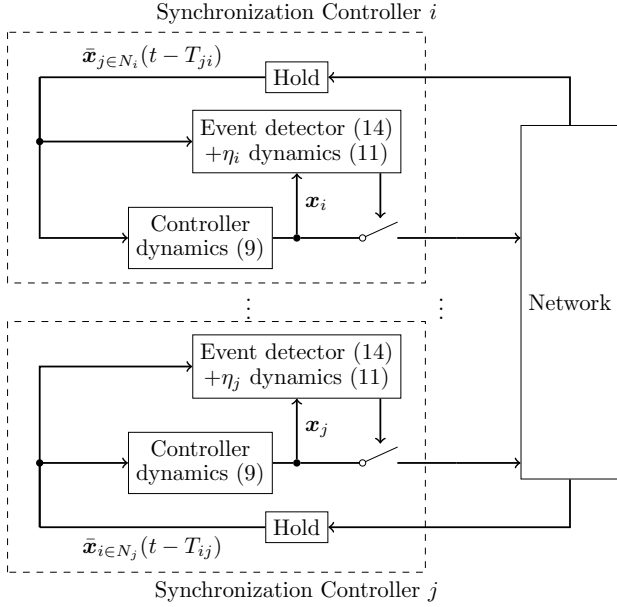 Synchronization Controller i
x̄_{j∈N_i}(t − T_{ji})
Hold
Event detector (14)
+η_i dynamics (11)
x_i
Controller
dynamics (9)
Network
⋮ ⋮
Event detector (14)
+η_j dynamics (11)
x_j
Controller
dynamics (9)
Hold
x̄_{i∈N_j}(t − T_{ij})
Synchronization Controller j